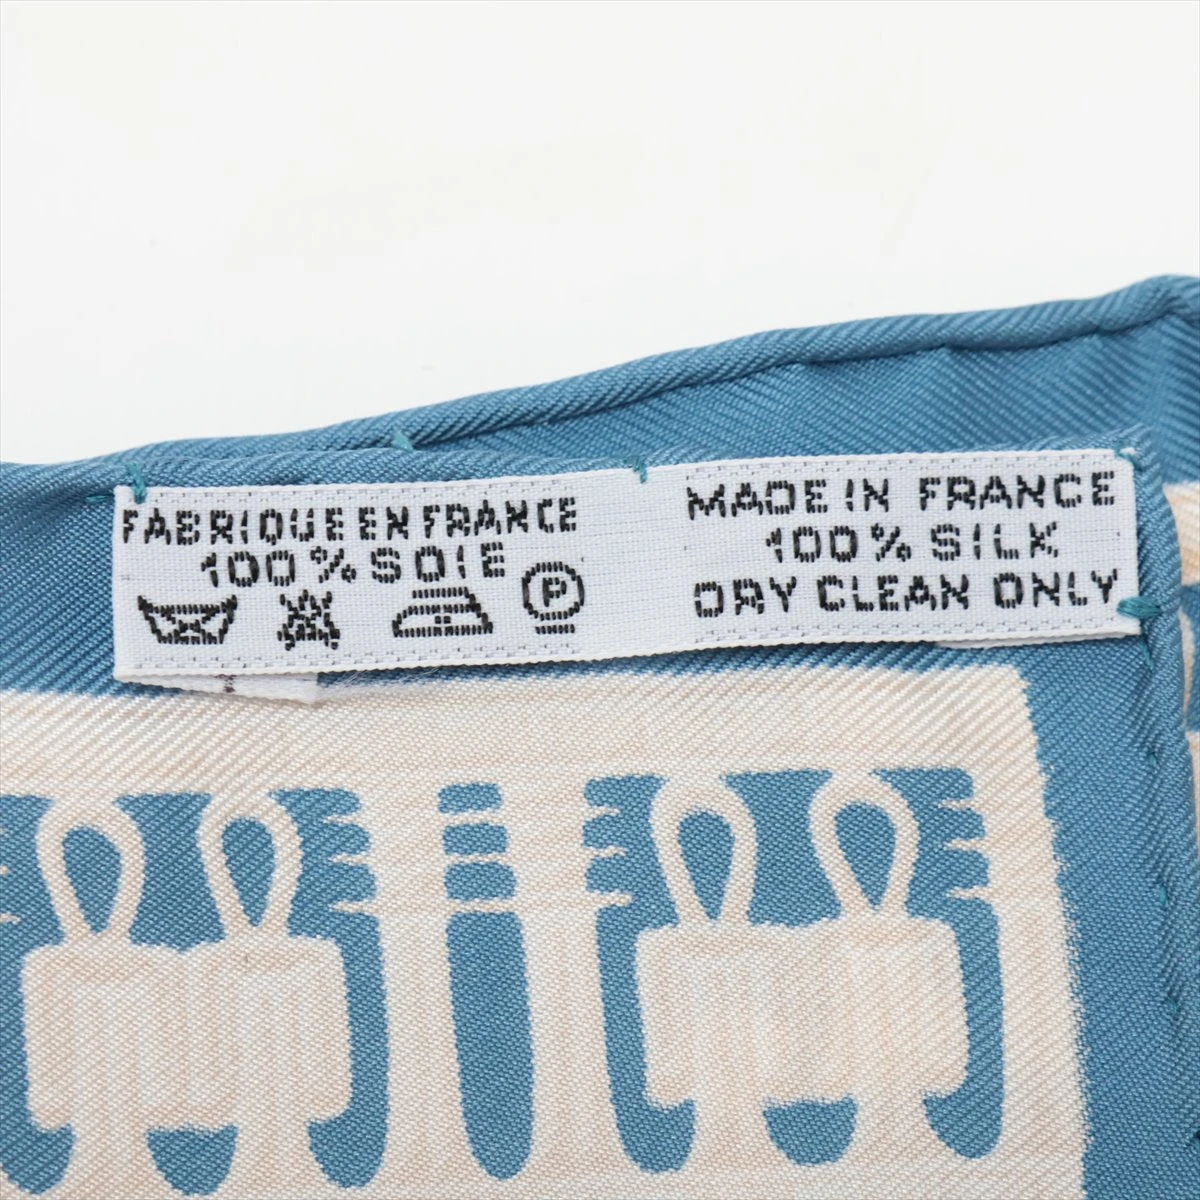 FABRIQUE EN FRANCE
100% SOIE
P
MADE IN FRANCE
100% SILK
DRY CLEAN ONLY